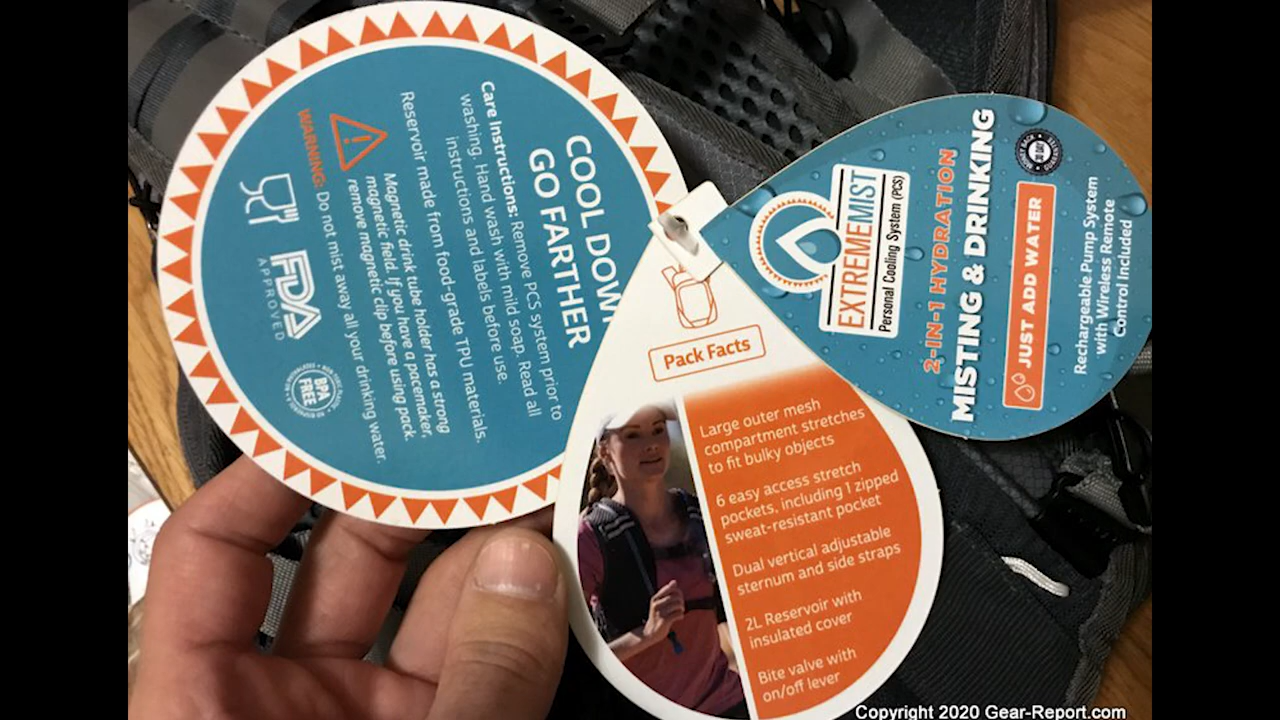 COOL DOWN
GO FARTHER
Care Instructions: Remove PCS system prior to
washing. Hand wash with mild soap. Read all
instructions and labels before use.
Reservoir made from food-grade TPU materials.
Magnetic drink tube holder has a strong
magnetic field. If you have a pacemaker,
remove magnetic clip before using pack.
WARNING: Do not mist away all your drinking water.
FDA
APPROVED
BPA
FREE
Pack Facts
Large outer mesh
compartment stretches
to fit bulky objects
6 easy access stretch
pockets, including 1 zipped
sweat-resistant pocket
Dual vertical adjustable
sternum and side straps
2L Reservoir with
insulated cover
Bite valve with
on/off lever
EXTREMEMIST
Personal Cooling System (PCS)
2-IN-1 HYDRATION
MISTING & DRINKING
JUST ADD WATER
Rechargeable Pump System
with Wireless Remote
Control Included
Copyright 2020 Gear-Report.com